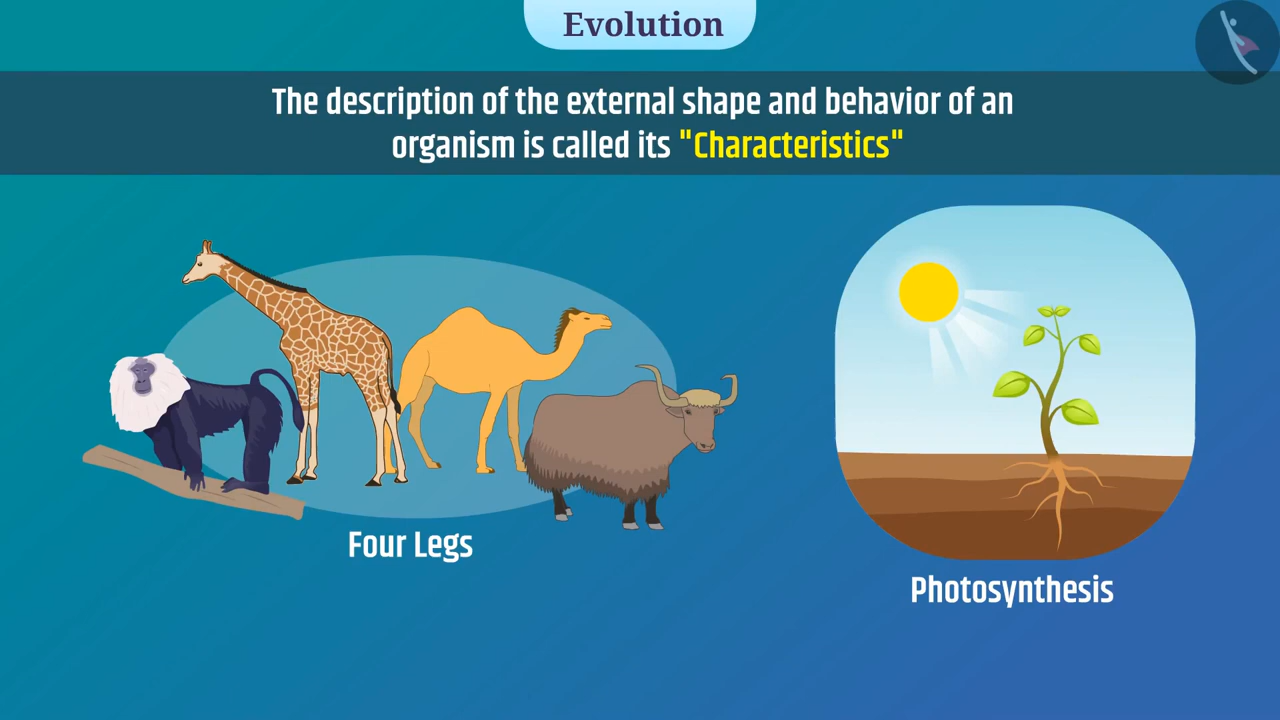 Evolution
The description of the external shape and behavior of an
organism is called its "Characteristics"
Four Legs
Photosynthesis